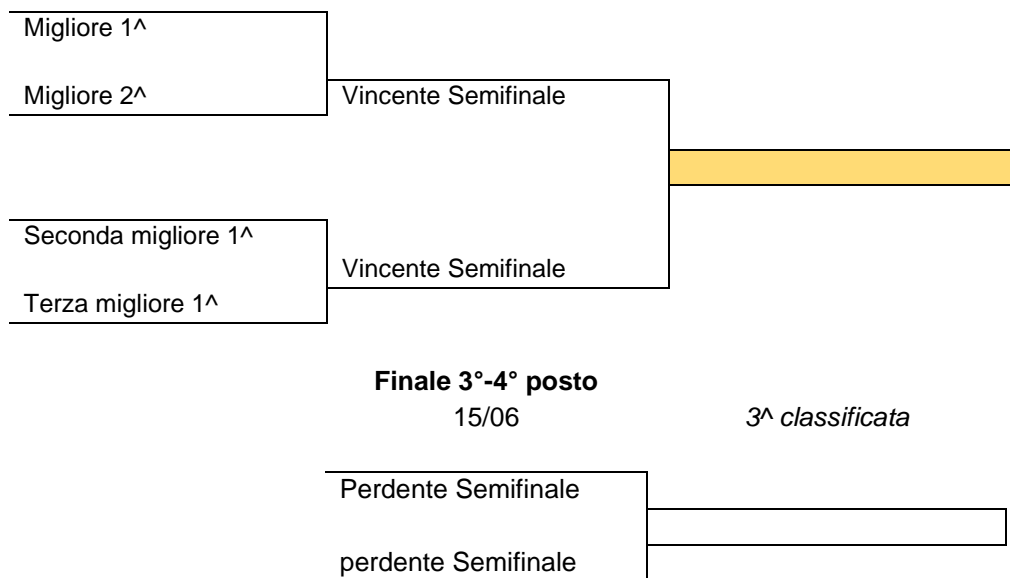 Migliore 1^
Migliore 2^
Vincente Semifinale
Seconda migliore 1^
Vincente Semifinale
Terza migliore 1^
Finale 3°-4° posto
15/06
3^ classificata
Perdente Semifinale
perdente Semifinale